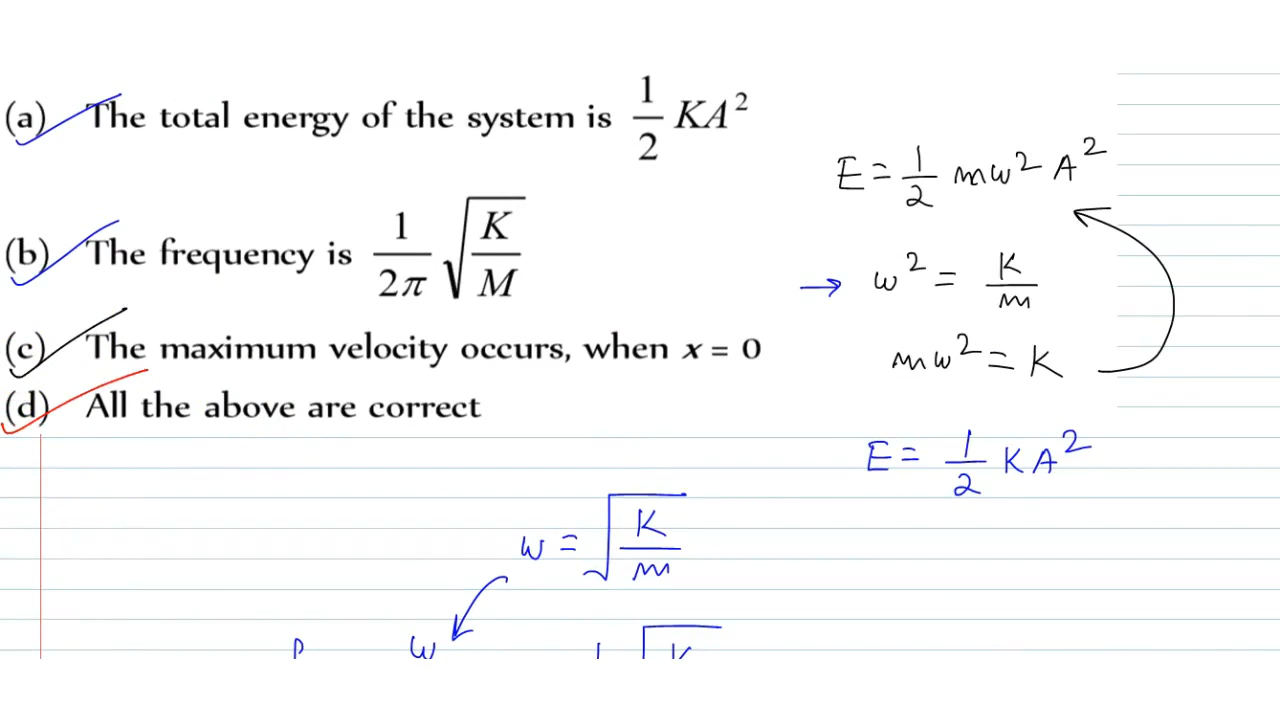 (a) The total energy of the system is 1/2 KA²
(b) The frequency is 1/2π √K/M
(c) The maximum velocity occurs, when x = 0
(d) All the above are correct
E = 1/2 mω² A²
→ ω² = K/m
mω² = K
E = 1/2 KA²
ω = √K/m
ω